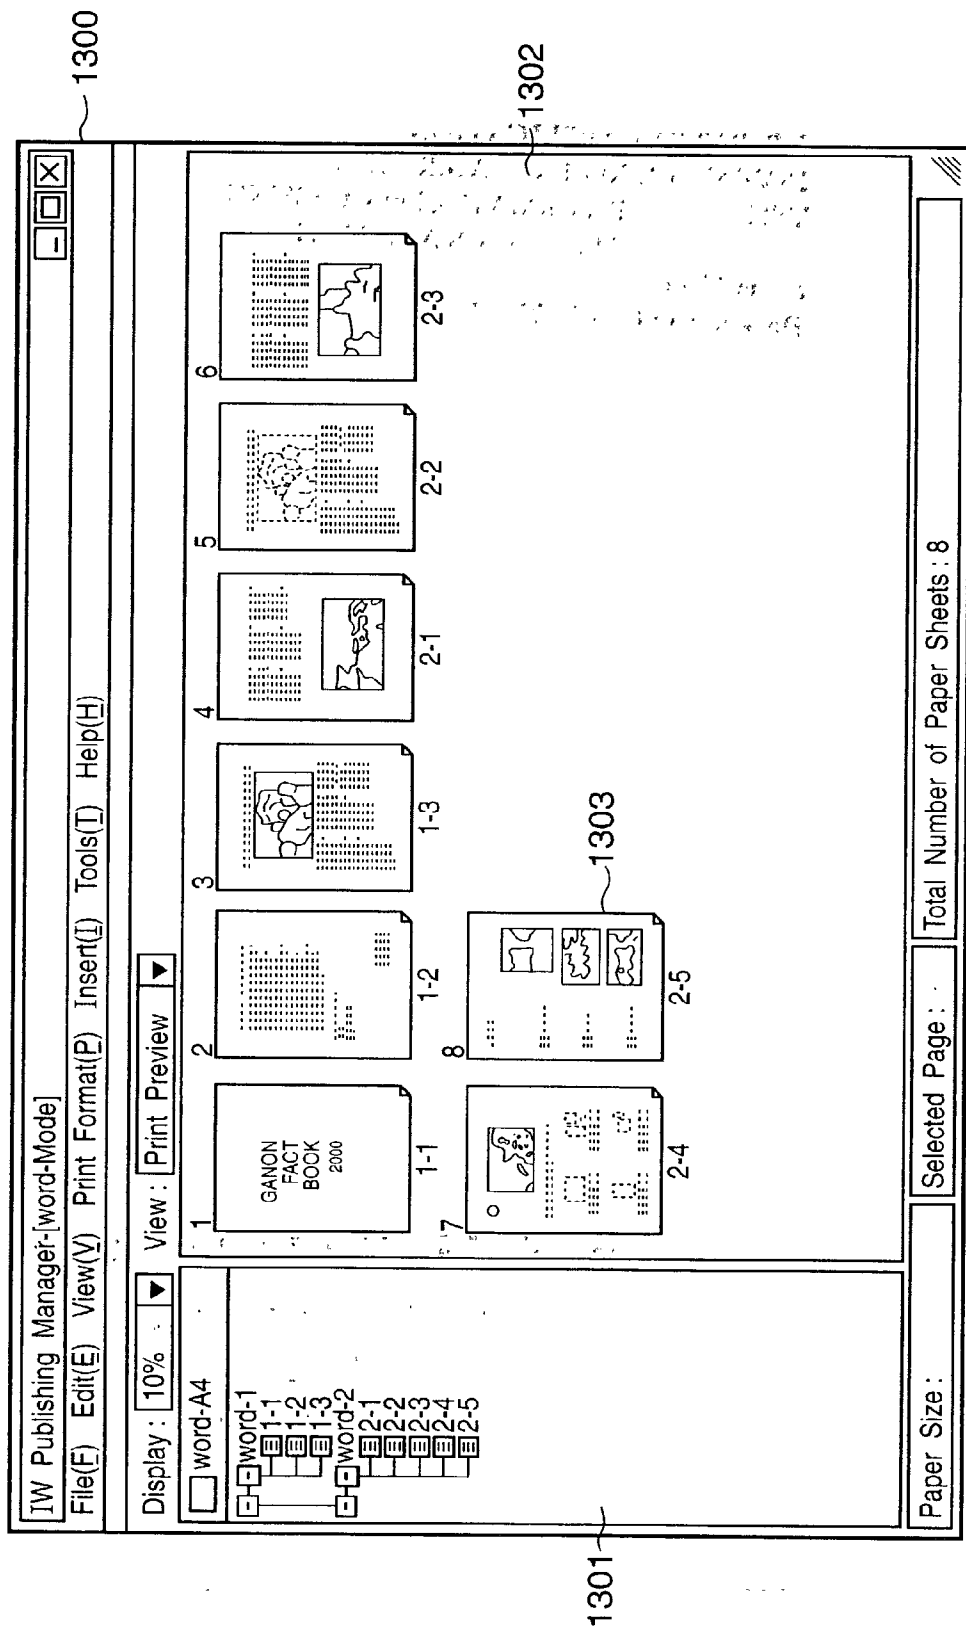 1300
IW Publishing Manager-[word-Mode]
File(F) Edit(E) View(V) Print Format(P) Insert(I) Tools(T) Help(H)
Display : 10% View : Print Preview
word-A4
word-1
1-1
1-2
1-3
word-2
2-1
2-2
2-3
2-4
2-5
1301
1 2 3 4 5 6
GANON
FACT
BOOK
2000
1-1 1-2 1-3 2-1 2-2 2-3
1302
7 8
2-4 2-5
1303
Paper Size : Selected Page : Total Number of Paper Sheets : 8